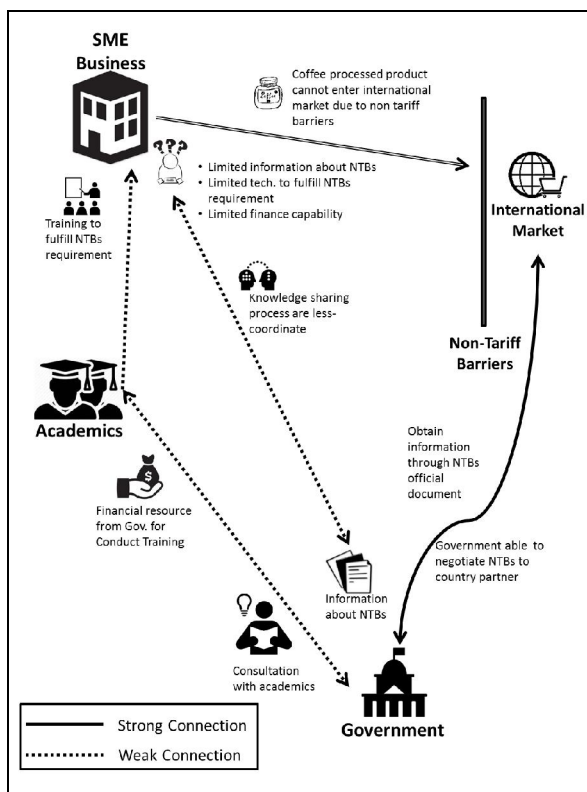 SME
Business
Coffee processed product
cannot enter international
market due to non tariff
barriers
???
• Limited information about NTBs
• Limited tech. to fulfill NTBs
requirement
• Limited finance capability
Training to
fulfill NTBs
requirement
International
Market
Knowledge sharing
process are less-
coordinate
Non-Tariff
Barriers
Academics
Obtain
information
through NTBs
official
document
Financial resource
from Gov. for
Conduct Training
Government able to
negotiate NTBs to
country partner
Information
about NTBs
Consultation
with academics
Government
Strong Connection
Weak Connection